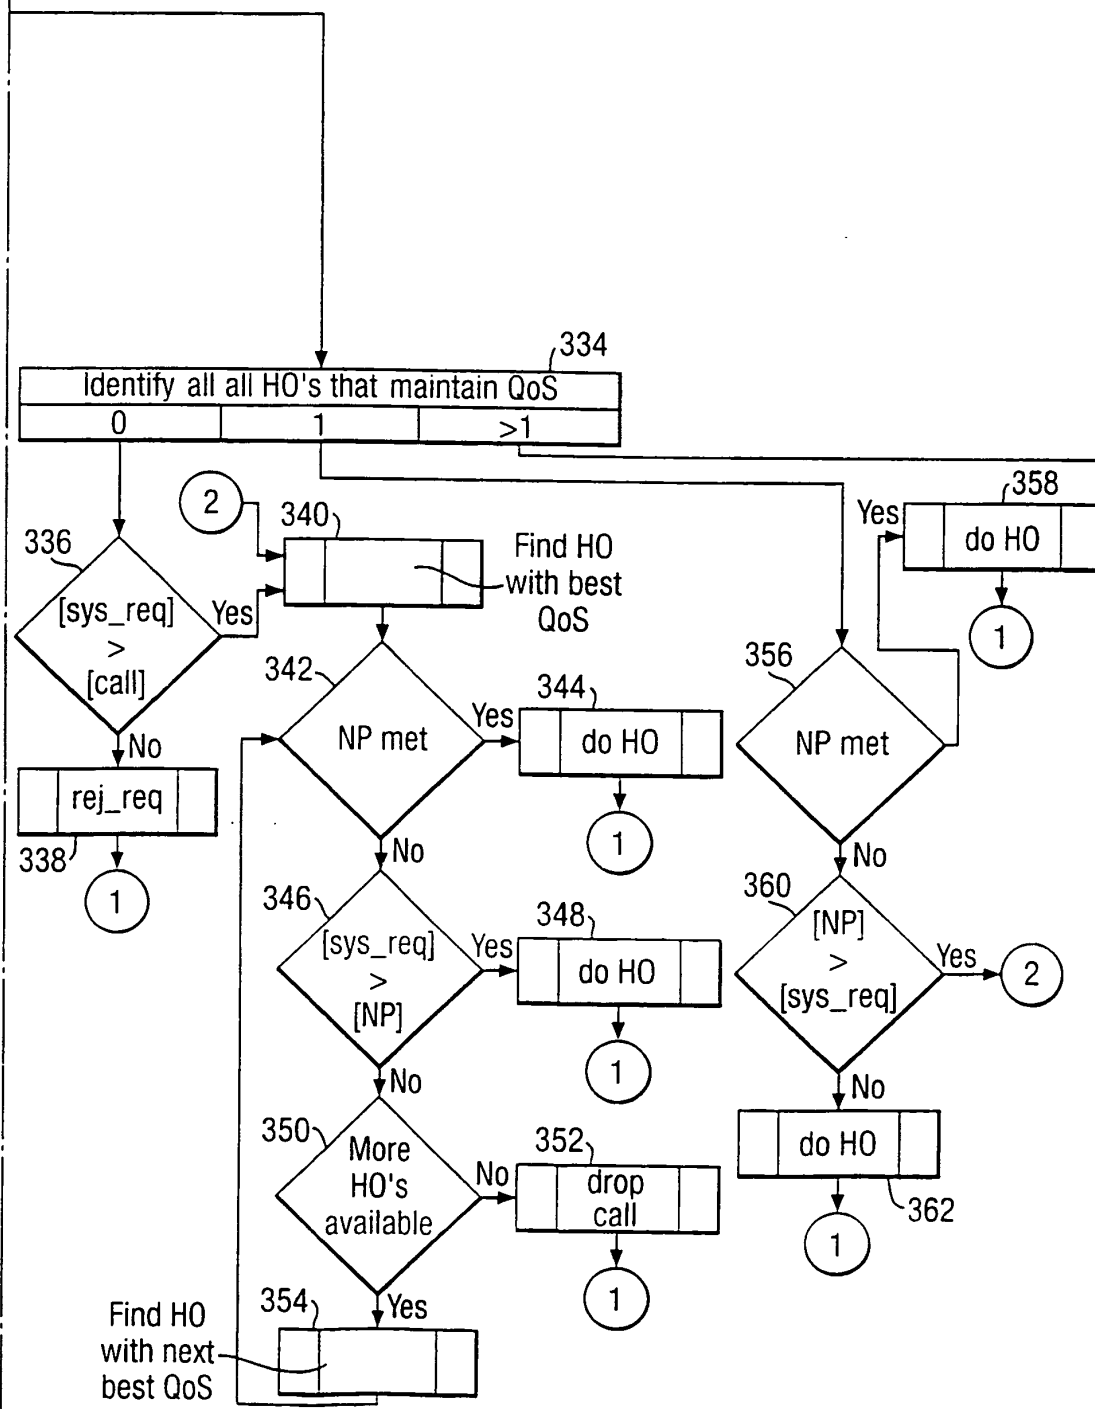 334
Identify all all HO's that maintain QoS
0
1
>1
2
340
Find HO
with best
QoS
Yes
358
do HO
1
336
[sys_req]
>
[call]
Yes
No
rej_req
338
1
342
NP met
Yes
344
do HO
1
No
346
[sys_req]
>
[NP]
Yes
348
do HO
1
No
350
More
HO's
available
No
352
drop
call
1
Yes
354
Find HO
with next
best QoS
356
NP met
No
360
[NP]
>
[sys_req]
Yes
2
No
do HO
362
1